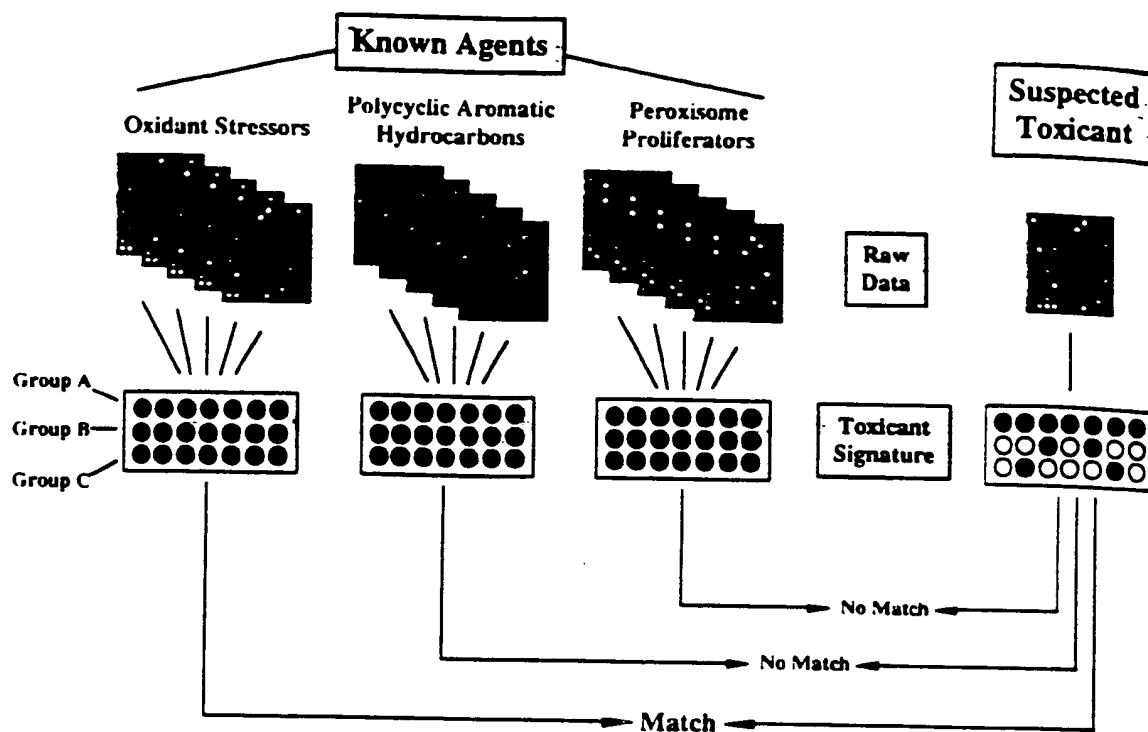 Known Agents
Oxidant Stressors
Polycyclic Aromatic
Hydrocarbons
Peroxisome
Proliferators
Suspected
Toxicant
Raw
Data
Group A
Group B
Group C
Toxicant
Signature
No Match
No Match
Match